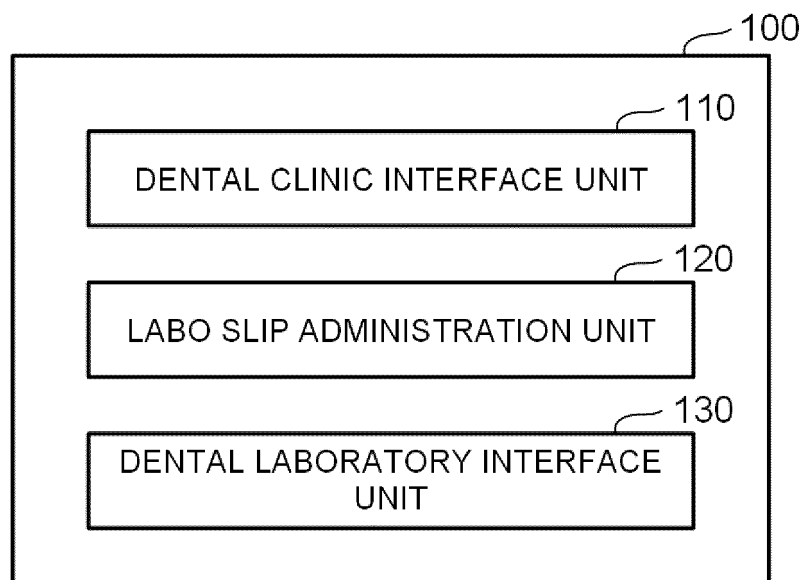 100
110
DENTAL CLINIC INTERFACE UNIT
120
LABO SLIP ADMINISTRATION UNIT
130
DENTAL LABORATORY INTERFACE
UNIT